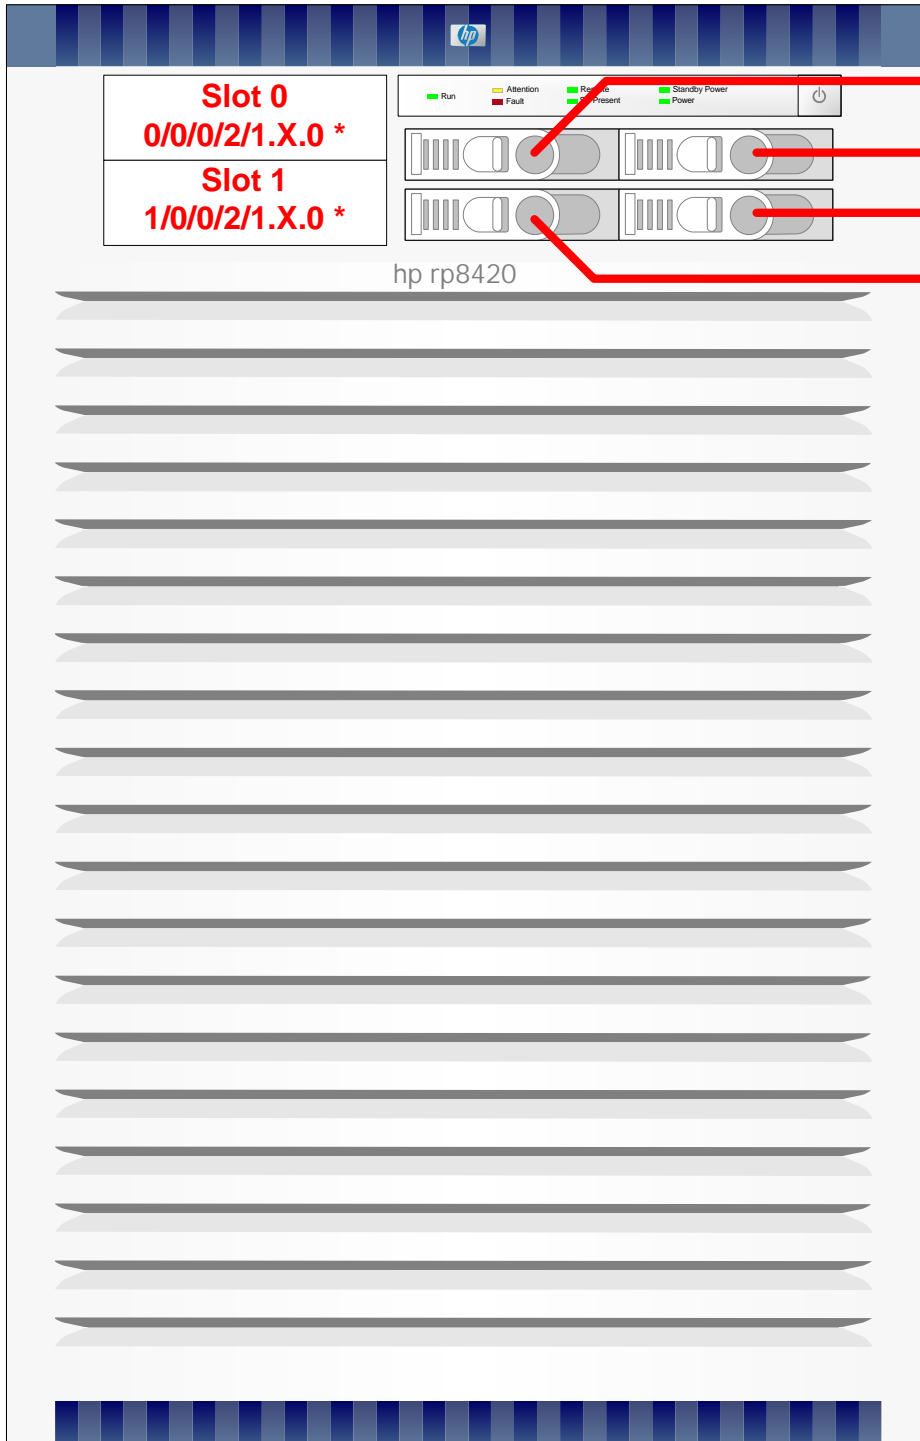 hp
Slot 0
0/0/0/2/1.X.0 *
Slot 1
1/0/0/2/1.X.0 *
Run
Attention
Fault
Present
Standby Power
Power
hp rp8420